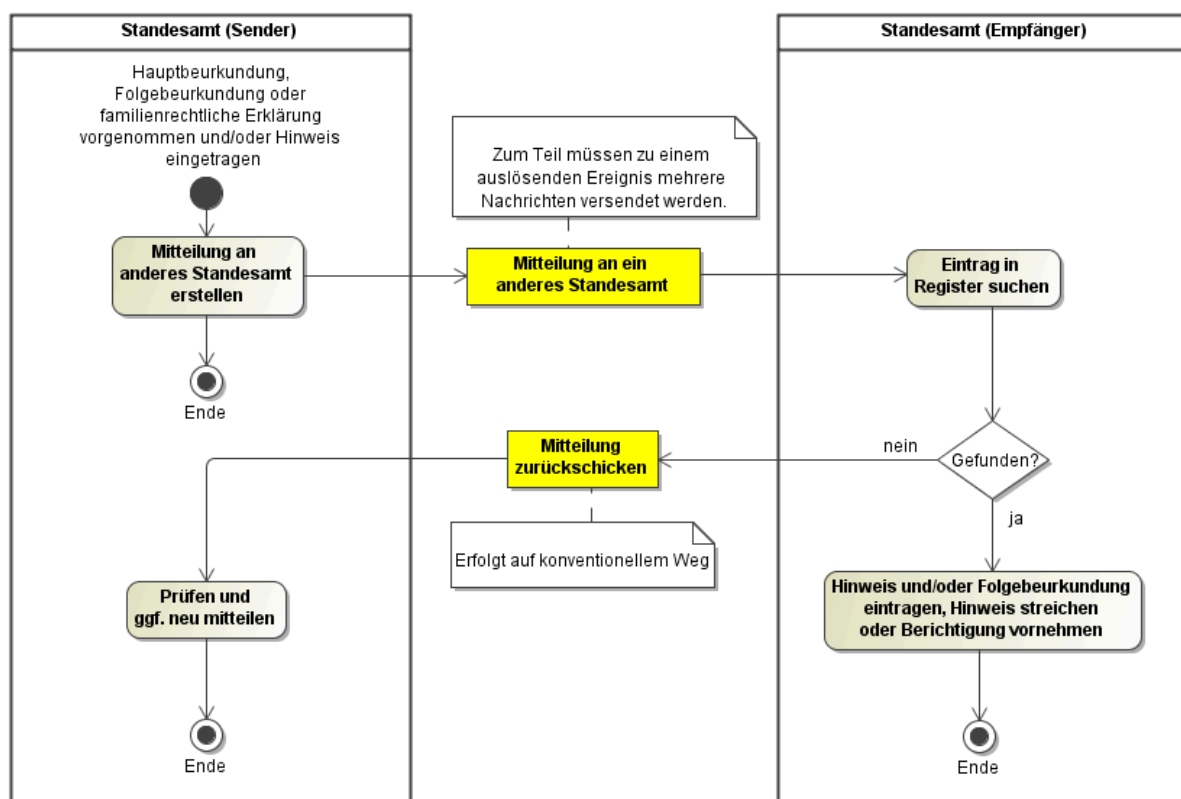 Standesamt (Sender)
Standesamt (Empfänger)
Hauptbeurkundung,
Folgebeurkundung oder
familienrechtliche Erklärung
vorgenommen und/oder Hinweis
eingetragen
Zum Teil müssen zu einem
auslösenden Ereignis mehrere
Nachrichten versendet werden.
Mitteilung an
anderes Standesamt
erstellen
Mitteilung an ein
anderes Standesamt
Eintrag in
Register suchen
Ende
Gefunden?
nein
ja
Mitteilung
zurückschicken
Erfolgt auf konventionellem Weg
Prüfen und
ggf. neu mitteilen
Hinweis und/oder Folgebeurkundung
eintragen, Hinweis streichen
oder Berichtigung vornehmen
Ende
Ende